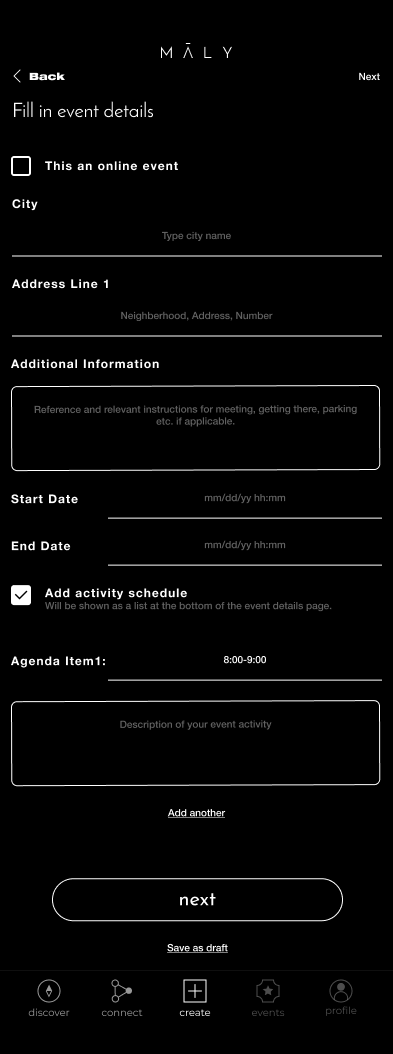 MĀLY
Back
Next
Fill in event details
This an online event
City
Type city name
Address Line 1
Neighberhood, Address, Number
Additional Information
Reference and relevant instructions for meeting, getting there, parking
etc. if applicable.
Start Date
mm/dd/yy hh:mm
End Date
mm/dd/yy hh:mm
Add activity schedule
Will be shown as a list at the bottom of the event details page.
Agenda Item1:
8:00-9:00
Description of your event activity
Add another
next
Save as draft
discover
connect
create
events
profile